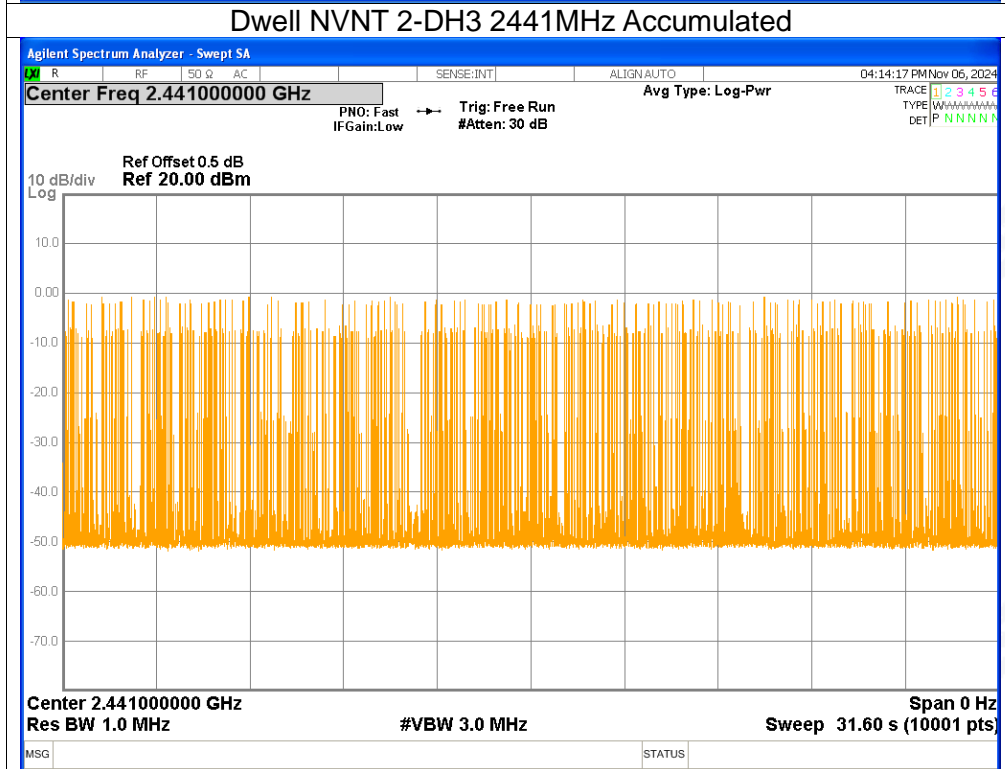 Dwell NVNT 2-DH3 2441MHz Accumulated
Agilent Spectrum Analyzer - Swept SA
LXI R RF 50 Ω AC SENSE:INT ALIGN AUTO 04:14:17 PM Nov 06, 2024
Center Freq 2.441000000 GHz Avg Type: Log-Pwr TRACE 1 2 3 4 5 6
PNO: Fast Trig: Free Run TYPE
IFGain:Low #Atten: 30 dB DET P N N N N N
Ref Offset 0.5 dB
10 dB/div Ref 20.00 dBm
Log
10.0
0.00
-10.0
-20.0
-30.0
-40.0
-50.0
-60.0
-70.0
Center 2.441000000 GHz Span 0 Hz
Res BW 1.0 MHz #VBW 3.0 MHz Sweep 31.60 s (10001 pts)
MSG STATUS